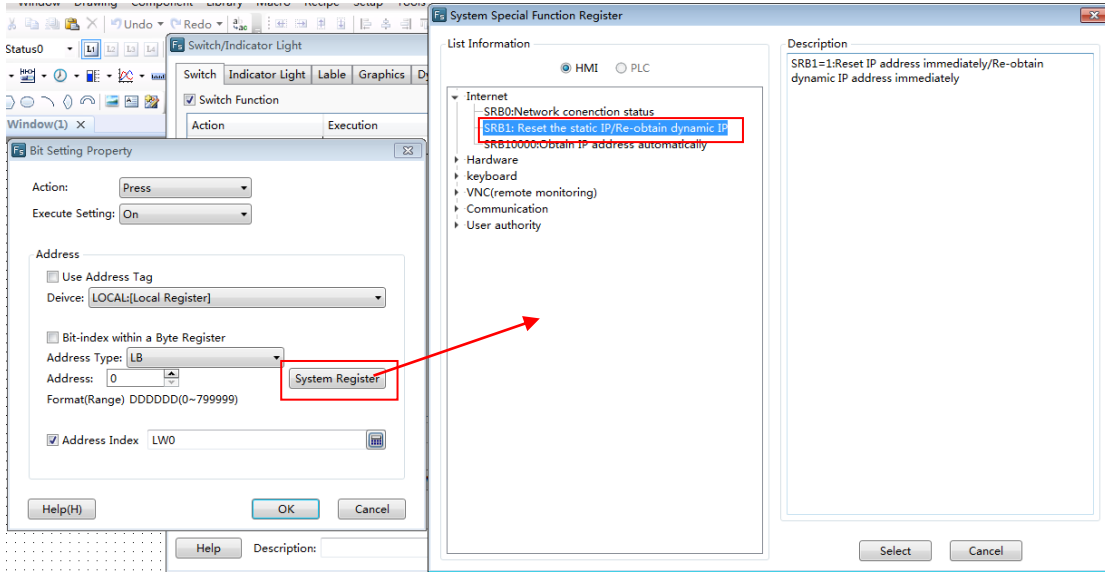 Window Drawing Component Library Macro Recipe Setup Tools
Undo Redo
Status0 L1 L2 L3 L4
Window(1)
Switch/Indicator Light
Switch Indicator Light Lable Graphics
Switch Function
Action Execution
Bit Setting Property
Action: Press
Execute Setting: On
Address
Use Address Tag
Deivce: LOCAL:[Local Register]
Bit-index within a Byte Register
Address Type: LB
Address: 0
System Register
Format(Range) DDDDDD(0~799999)
Address Index LW0
Help(H) OK Cancel
Help Description:
System Special Function Register
List Information
HMI PLC
Internet
SRB0:Network conenction status
SRB1: Reset the static IP/Re-obtain dynamic IP
SRB10000:Obtain IP address automatically
Hardware
keyboard
VNC(remote monitoring)
Communication
User authority
Description
SRB1=1:Reset IP address immediately/Re-obtain
dynamic IP address immediately
Select Cancel